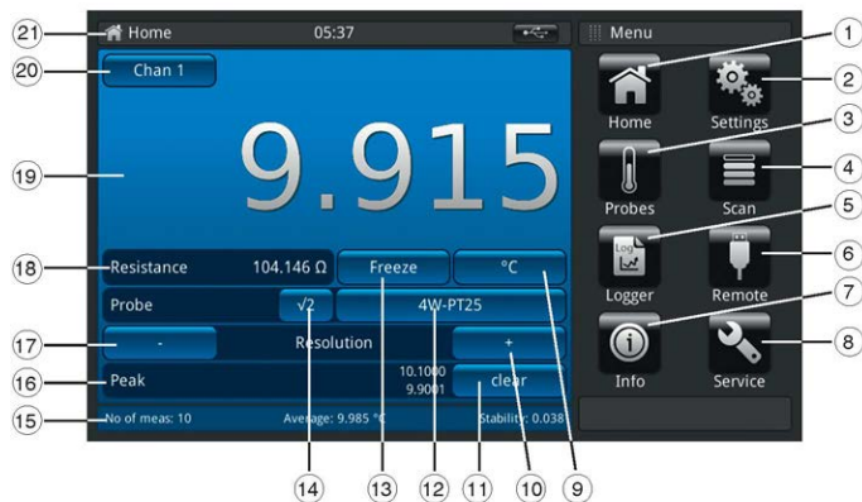 21 Home 05:37 Menu 1
20 Chan 1 2
Home Settings 3
19 9.915
Probes Scan 4
5
18 Resistance 104.146 Ω Freeze °C
Log
Logger Remote 6
Probe √2 4W-PT25 7
17 - Resolution +
Info Service 8
16 Peak 10.1000
9.9001 clear
15 No of meas: 10 Average: 9.985 °C Stability: 0.038
14 13 12 11 10 9